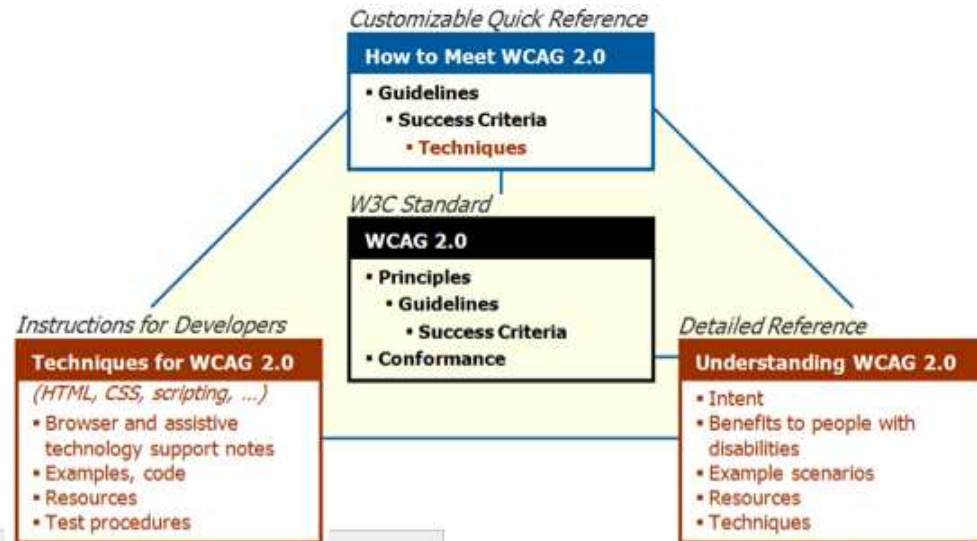 Customizable Quick Reference
How to Meet WCAG 2.0
▪ Guidelines
▪ Success Criteria
▪ Techniques
W3C Standard
WCAG 2.0
▪ Principles
▪ Guidelines
▪ Success Criteria
▪ Conformance
Instructions for Developers
Techniques for WCAG 2.0
(HTML, CSS, scripting, ...)
▪ Browser and assistive
technology support notes
▪ Examples, code
▪ Resources
▪ Test procedures
Detailed Reference
Understanding WCAG 2.0
▪ Intent
▪ Benefits to people with
disabilities
▪ Example scenarios
▪ Resources
▪ Techniques